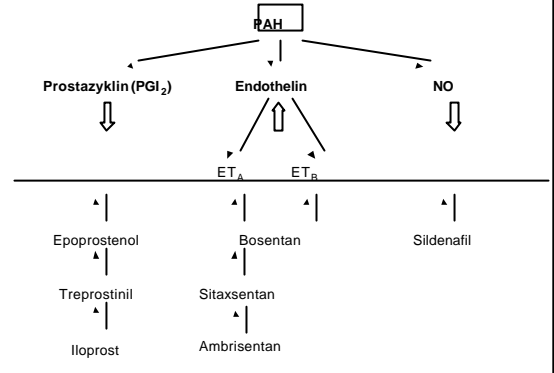 PAH
Prostazyklin (PGI2) Endothelin NO
ETA ETB
Epoprostenol Bosentan Sildenafil
Treprostinil Sitaxsentan
Iloprost Ambrisentan